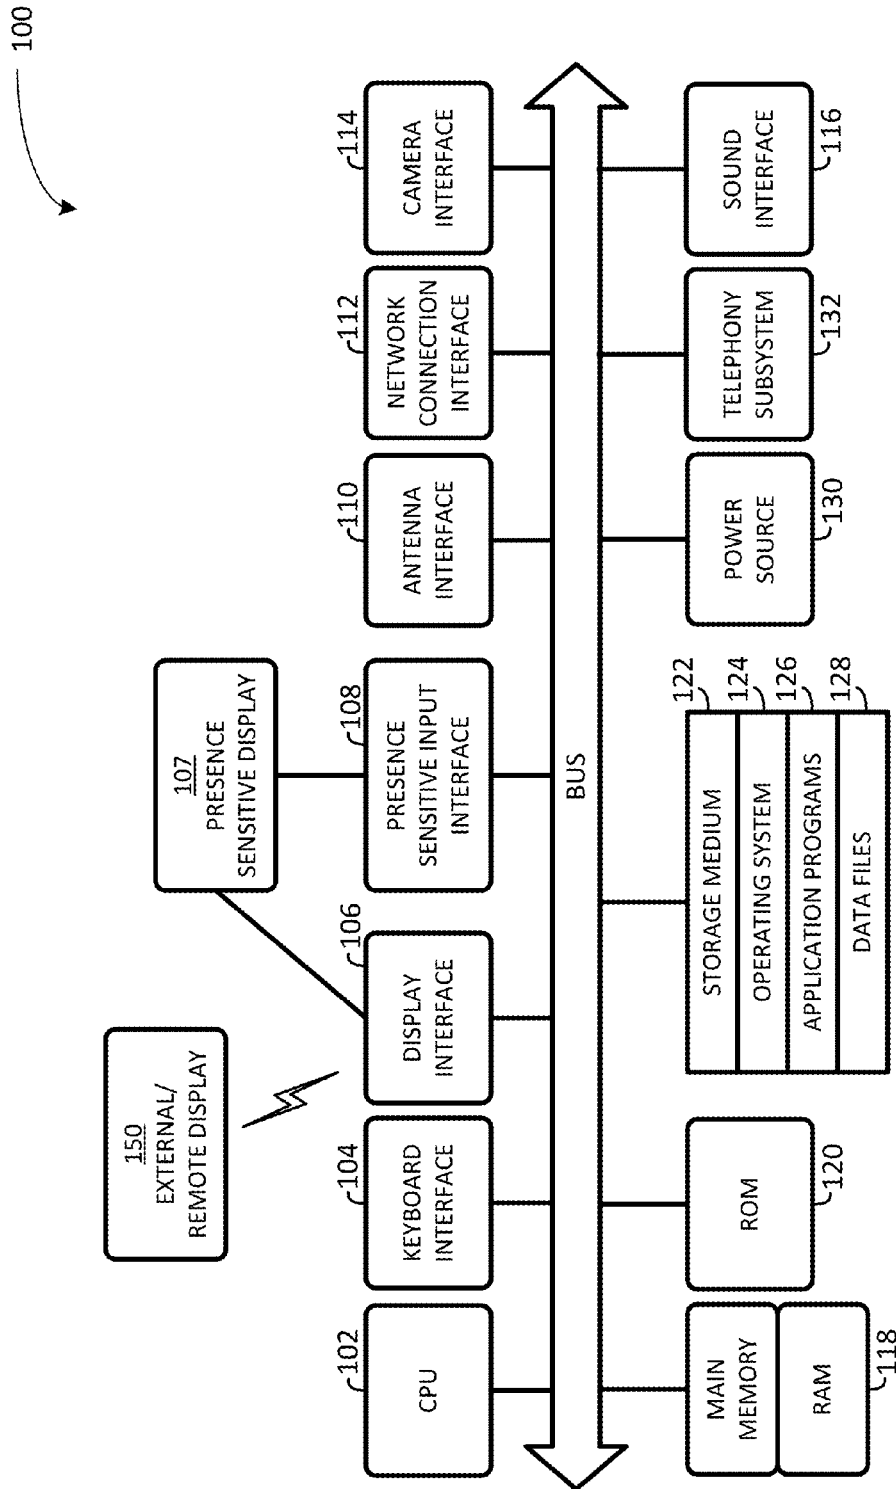 100
150
EXTERNAL/
REMOTE DISPLAY
107
PRESENCE
SENSITIVE DISPLAY
102
CPU
104
KEYBOARD
INTERFACE
106
DISPLAY
INTERFACE
108
PRESENCE
SENSITIVE INPUT
INTERFACE
110
ANTENNA
INTERFACE
112
NETWORK
CONNECTION
INTERFACE
114
CAMERA
INTERFACE
BUS
MAIN
MEMORY
RAM
118
ROM
120
STORAGE MEDIUM
122
OPERATING SYSTEM
124
APPLICATION PROGRAMS
126
DATA FILES
128
POWER
SOURCE
130
TELEPHONY
SUBSYSTEM
132
SOUND
INTERFACE
116